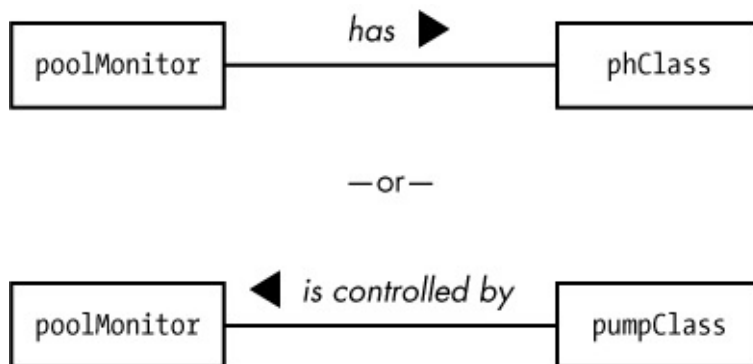 has
poolMonitor phClass
—or—
is controlled by
poolMonitor pumpClass